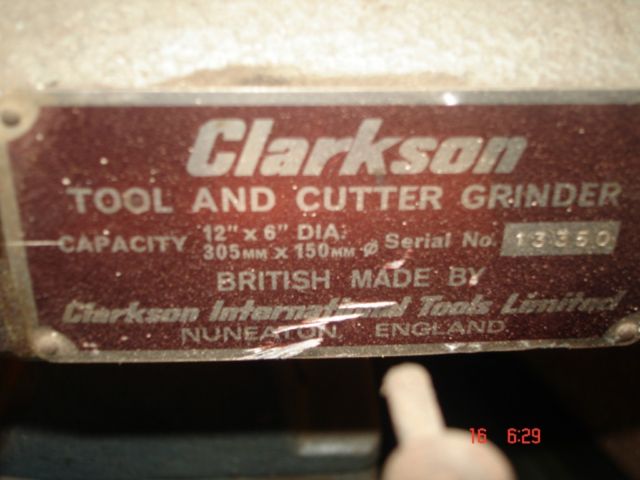 Clarkson
TOOL AND CUTTER GRINDER
CAPACITY 12" x 6" DIA:
305MM x 150MM ø Serial No. 13350
BRITISH MADE BY
Clarkson International Tools Limited
NUNEATON, ENGLAND
16 6:29